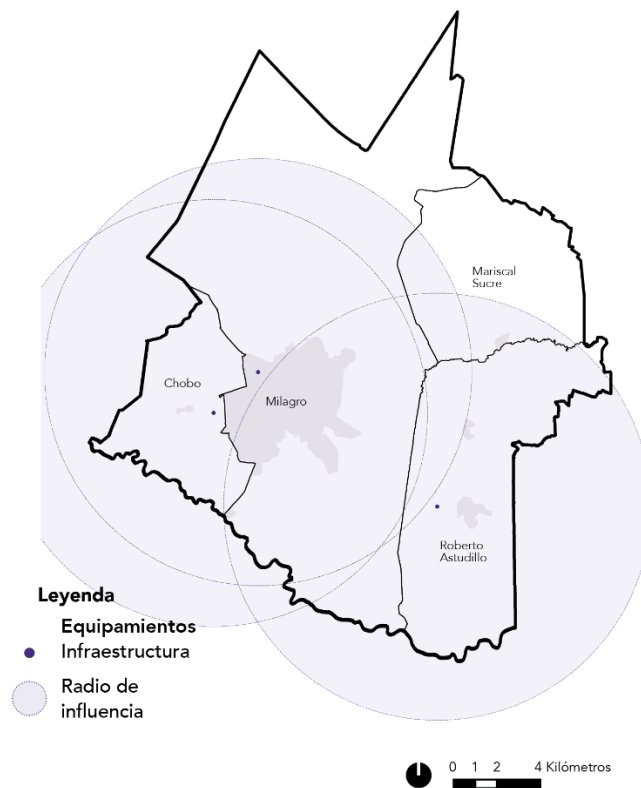 Mariscal
Sucre
Chobo
Milagro
Roberto
Astudillo
Leyenda
Equipamientos
Infraestructura
Radio de
influencia
0 1 2 4 Kilómetros